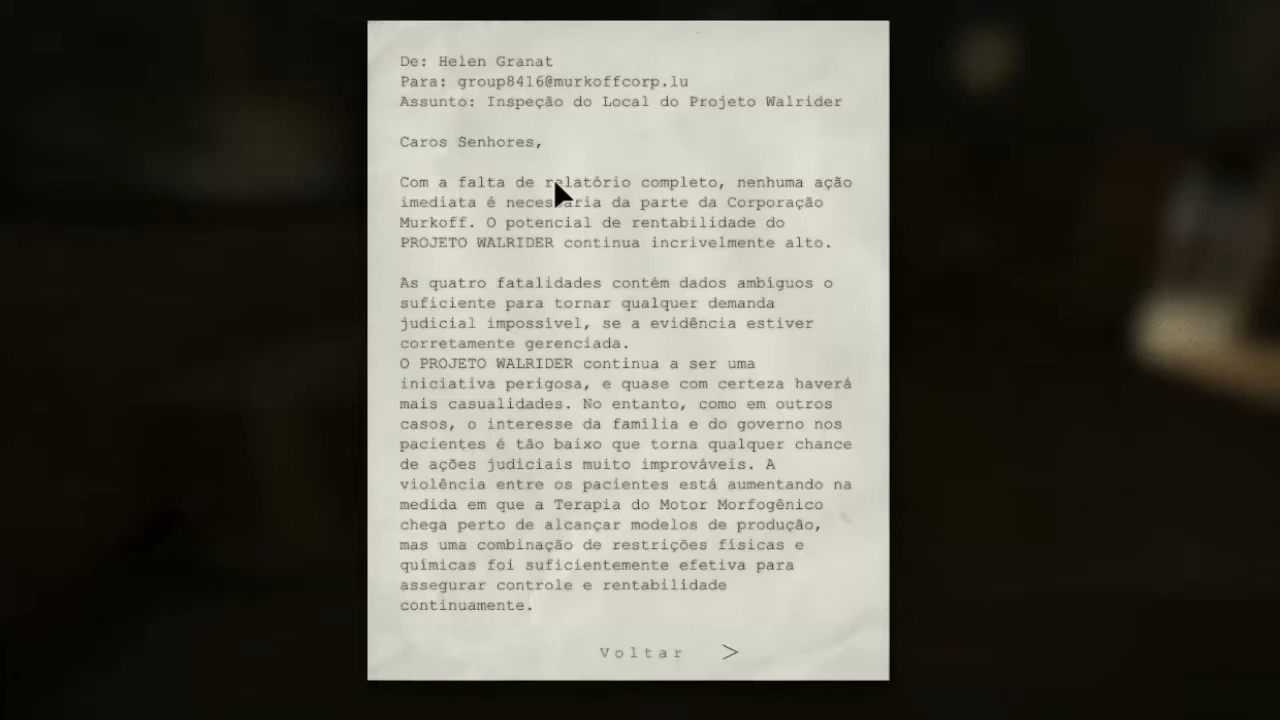 De: Helen Granat
Para: group8416@murkoffcorp.lu
Assunto: Inspeção do Local do Projeto Walrider
Caros Senhores,
Com a falta de relatório completo, nenhuma ação
imediata é necessária da parte da Corporação
Murkoff. O potencial de rentabilidade do
PROJETO WALRIDER continua incrivelmente alto.
As quatro fatalidades contém dados ambíguos o
suficiente para tornar qualquer demanda
judicial impossível, se a evidência estiver
corretamente gerenciada.
O PROJETO WALRIDER continua a ser uma
iniciativa perigosa, e quase com certeza haverá
mais casualidades. No entanto, como em outros
casos, o interesse da família e do governo nos
pacientes é tão baixo que torna qualquer chance
de ações judiciais muito improváveis. A
violência entre os pacientes está aumentando na
medida em que a Terapia do Motor Morfogênico
chega perto de alcançar modelos de produção,
mas uma combinação de restrições físicas e
químicas foi suficientemente efetiva para
assegurar controle e rentabilidade
continuamente.
Voltar >